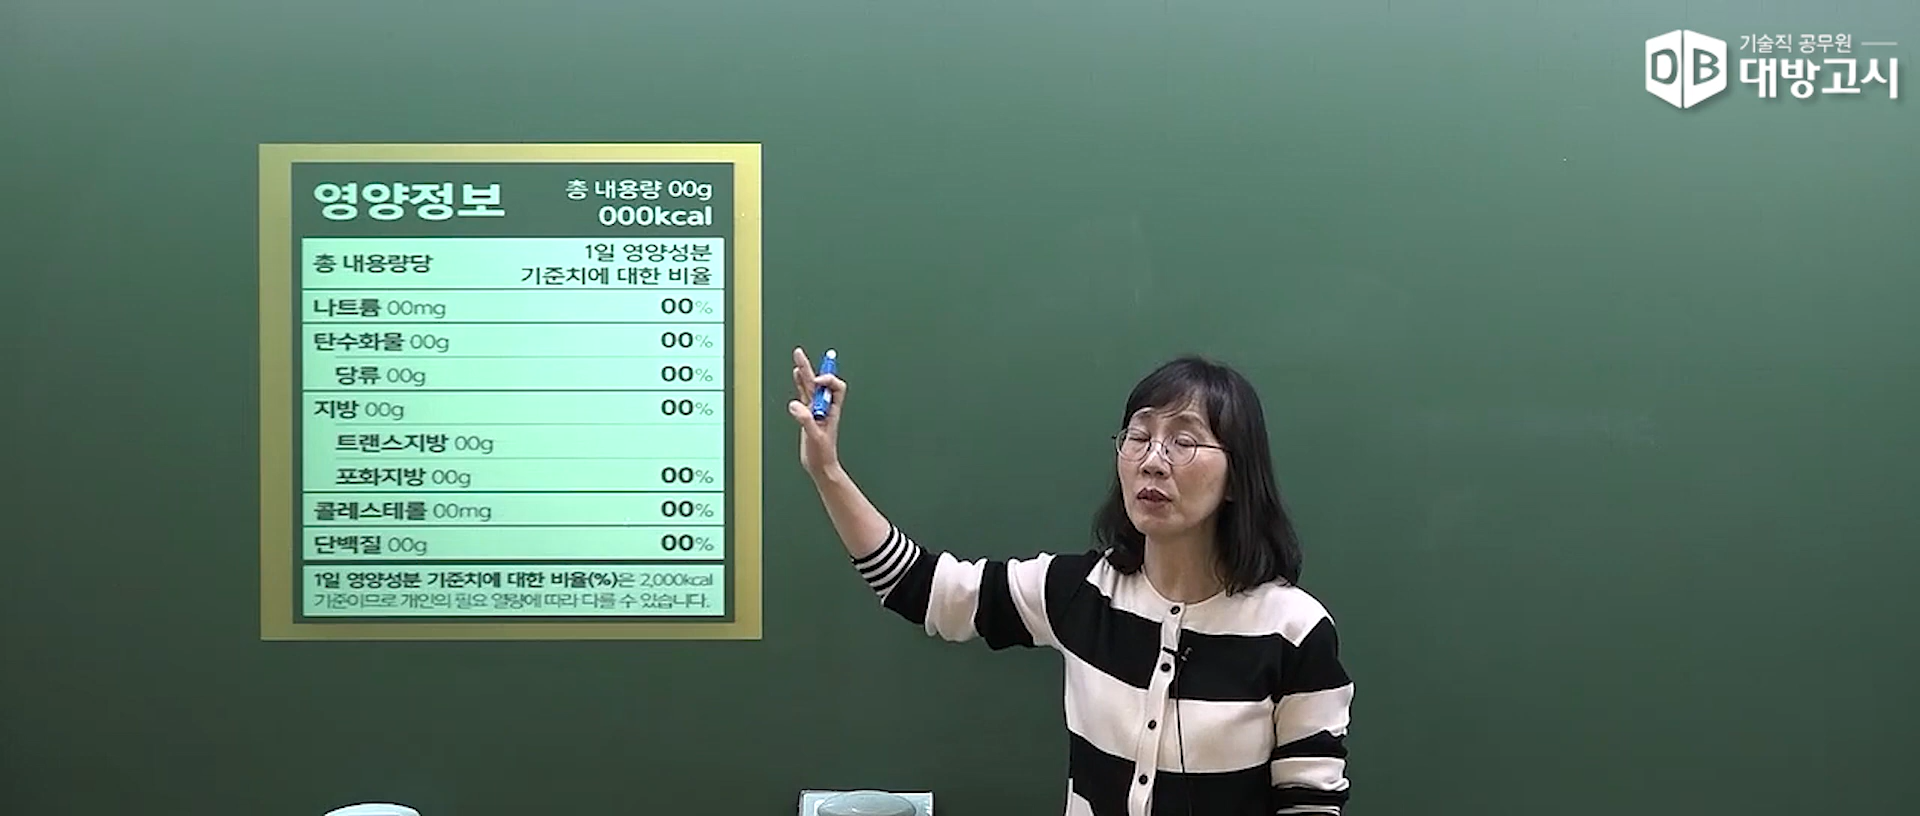 기술직 공무원
DB 대방고시
영양정보
총 내용량 00g
000kcal
총 내용량당
1일 영양성분
기준치에 대한 비율
나트륨 00mg 00%
탄수화물 00g 00%
당류 00g 00%
지방 00g 00%
트랜스지방 00g
포화지방 00g 00%
콜레스테롤 00mg 00%
단백질 00g 00%
1일 영양성분 기준치에 대한 비율(%)은 2,000kcal
기준이므로 개인의 필요 열량에 따라 다를 수 있습니다.